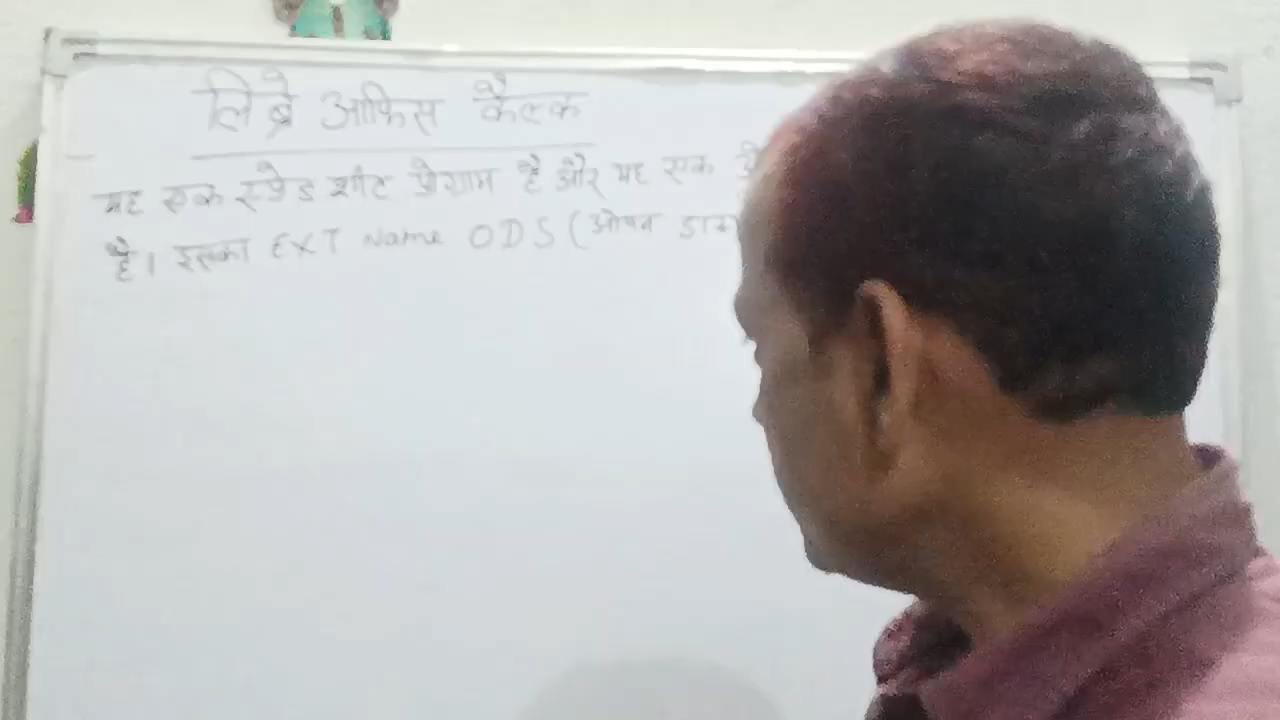 लिब्रे आफिस कैल्क
यह एक स्प्रेड शीट प्रोग्राम है और यह एक
है। इसका EXT Name ODS (ओपन